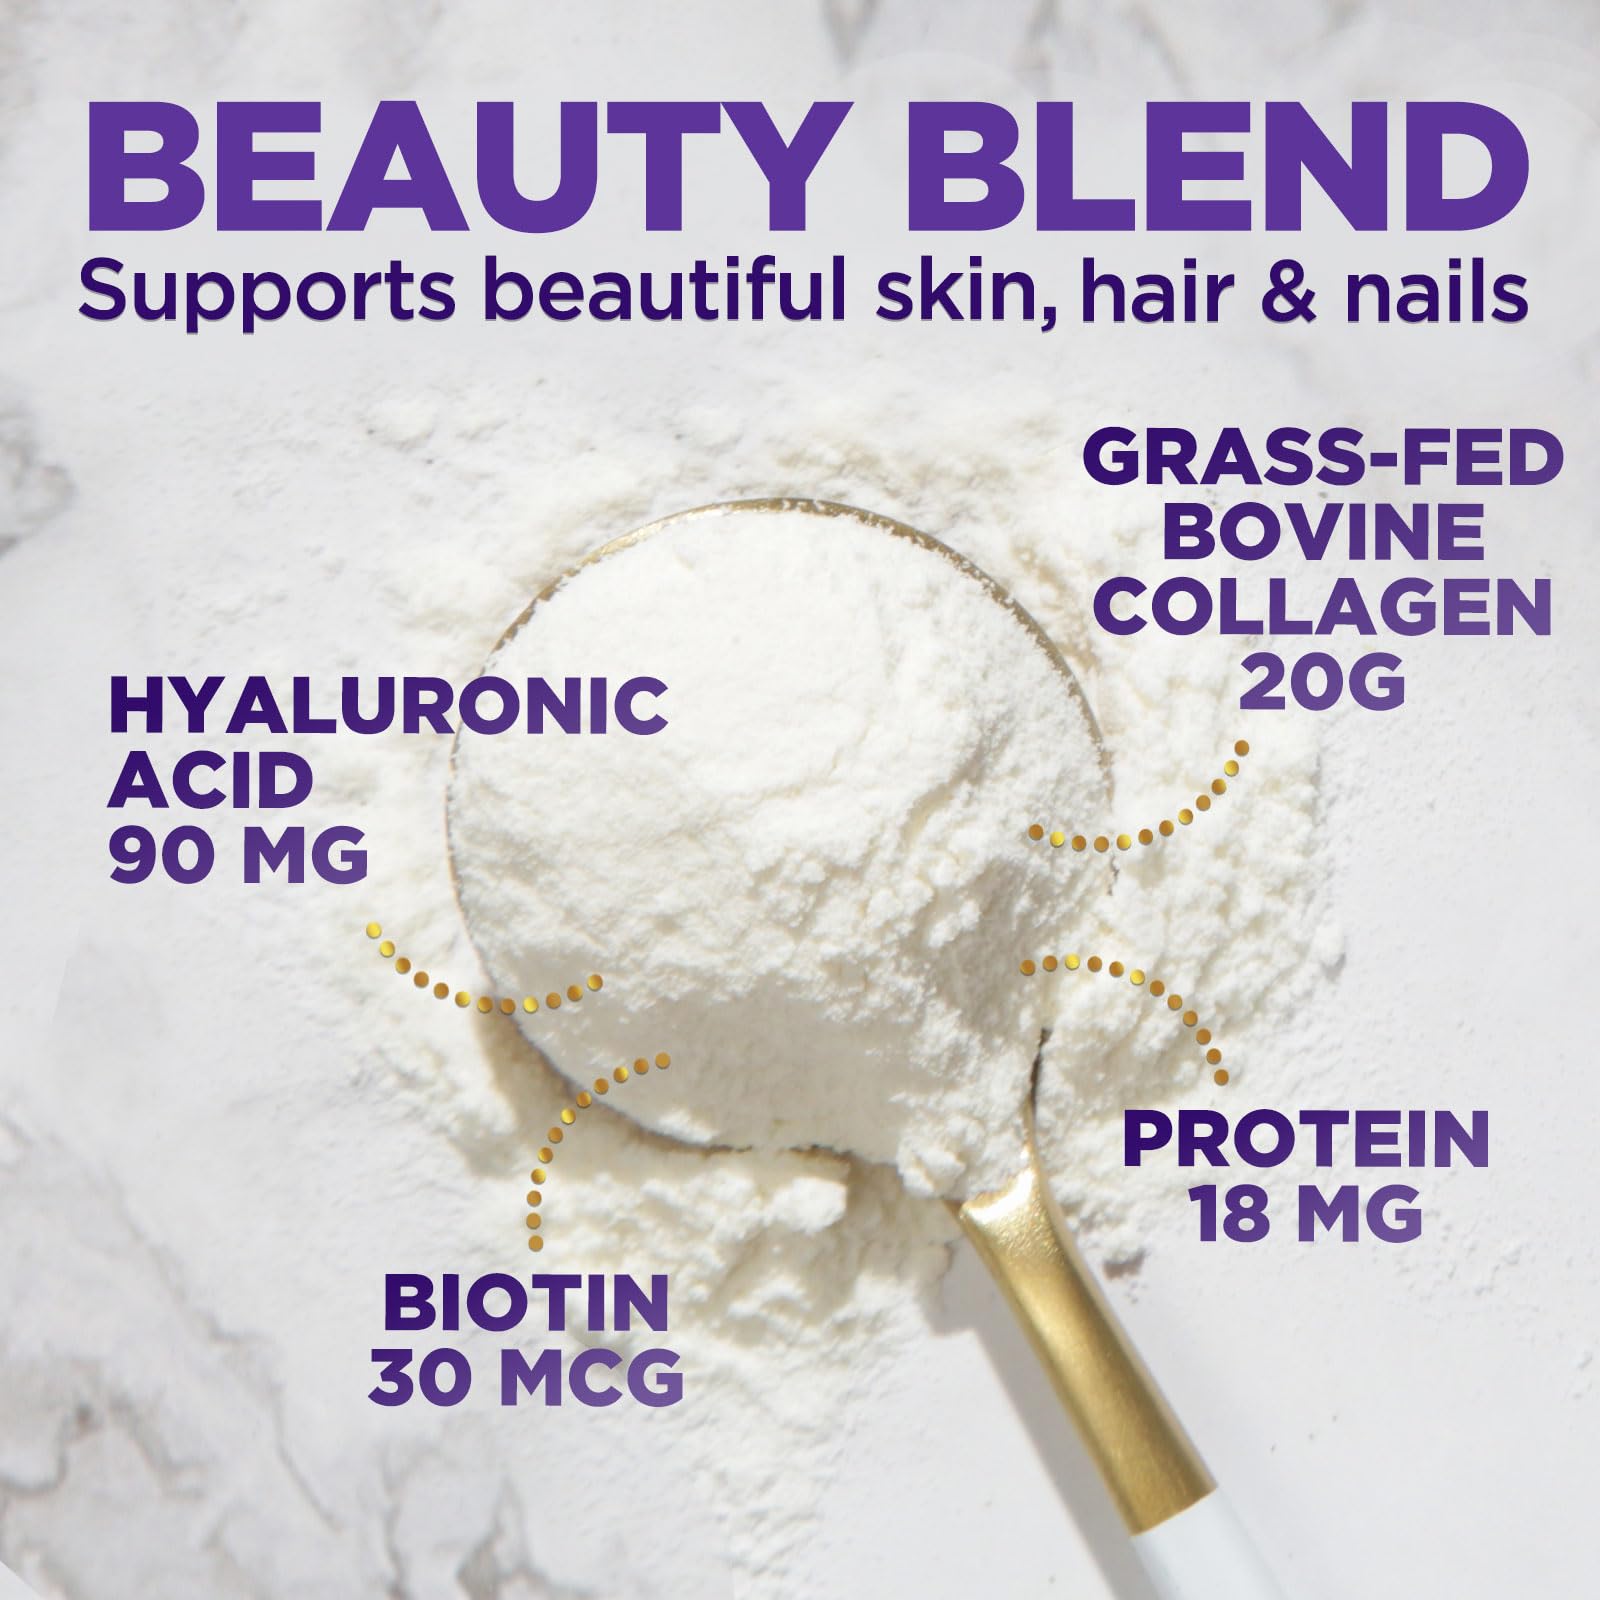 BEAUTY BLEND
Supports beautiful skin, hair & nails
GRASS-FED
BOVINE
COLLAGEN
20G
HYALURONIC
ACID
90 MG
PROTEIN
18 MG
BIOTIN
30 MCG